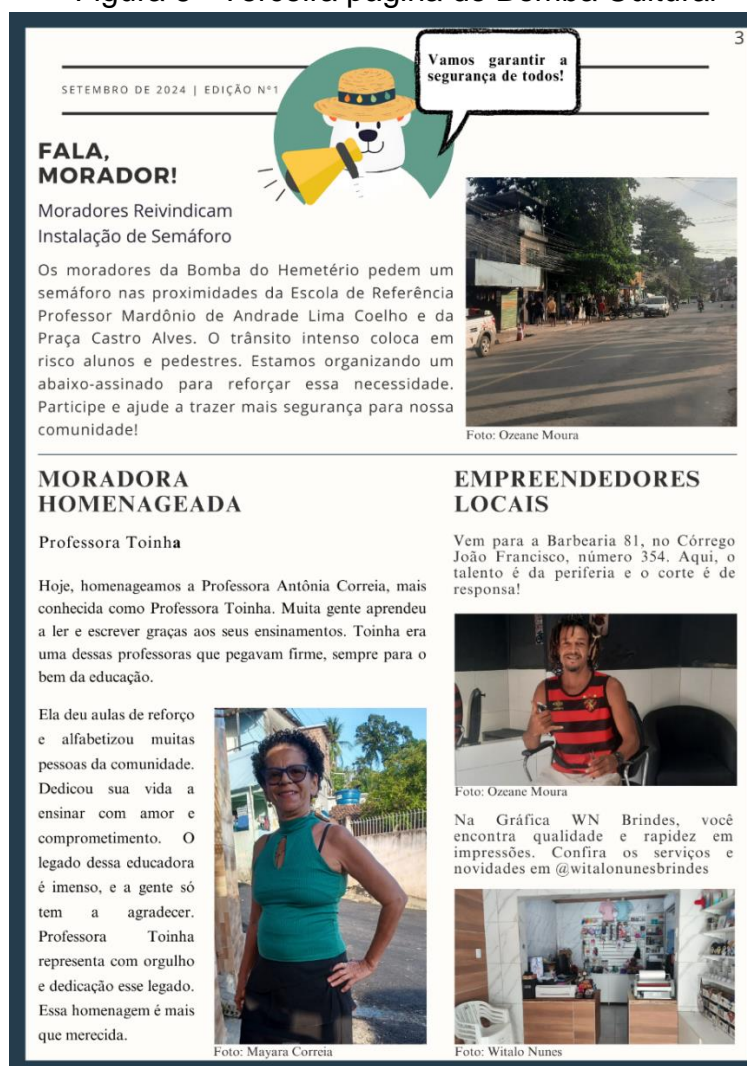 3
Vamos garantir a
segurança de todos!
SETEMBRO DE 2024 | EDIÇÃO Nº1
FALA,
MORADOR!
Moradores Reivindicam
Instalação de Semáforo
Os moradores da Bomba do Hemetério pedem um
semáforo nas proximidades da Escola de Referência
Professor Mardônio de Andrade Lima Coelho e da
Praça Castro Alves. O trânsito intenso coloca em
risco alunos e pedestres. Estamos organizando um
abaixo-assinado para reforçar essa necessidade.
Participe e ajude a trazer mais segurança para nossa
comunidade!
Foto: Ozeane Moura
MORADORA
HOMENAGEADA
Professora Toinha
Hoje, homenageamos a Professora Antônia Correia, mais
conhecida como Professora Toinha. Muita gente aprendeu
a ler e escrever graças aos seus ensinamentos. Toinha era
uma dessas professoras que pegavam firme, sempre para o
bem da educação.
Ela deu aulas de reforço
e alfabetizou muitas
pessoas da comunidade.
Dedicou sua vida a
ensinar com amor e
comprometimento. O
legado dessa educadora
é imenso, e a gente só
tem a agradecer.
Professora Toinha
representa com orgulho
e dedicação esse legado.
Essa homenagem é mais
que merecida.
Foto: Mayara Correia
EMPREENDEDORES
LOCAIS
Vem para a Barbearia 81, no Córrego
João Francisco, número 354. Aqui, o
talento é da periferia e o corte é de
responsa!
Foto: Ozeane Moura
Na Gráfica WN Brindes, você
encontra qualidade e rapidez em
impressões. Confira os serviços e
novidades em @witalonunesbrindes
Foto: Witalo Nunes